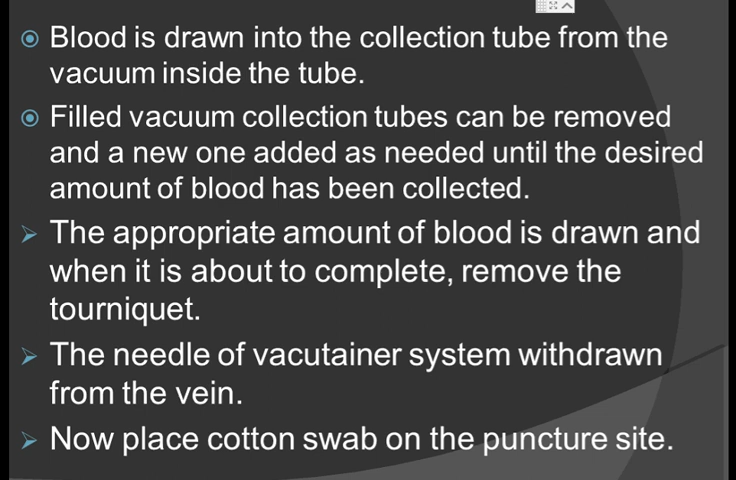 Blood is drawn into the collection tube from the
vacuum inside the tube.
Filled vacuum collection tubes can be removed
and a new one added as needed until the desired
amount of blood has been collected.
The appropriate amount of blood is drawn and
when it is about to complete, remove the
tourniquet.
The needle of vacutainer system withdrawn
from the vein.
Now place cotton swab on the puncture site.